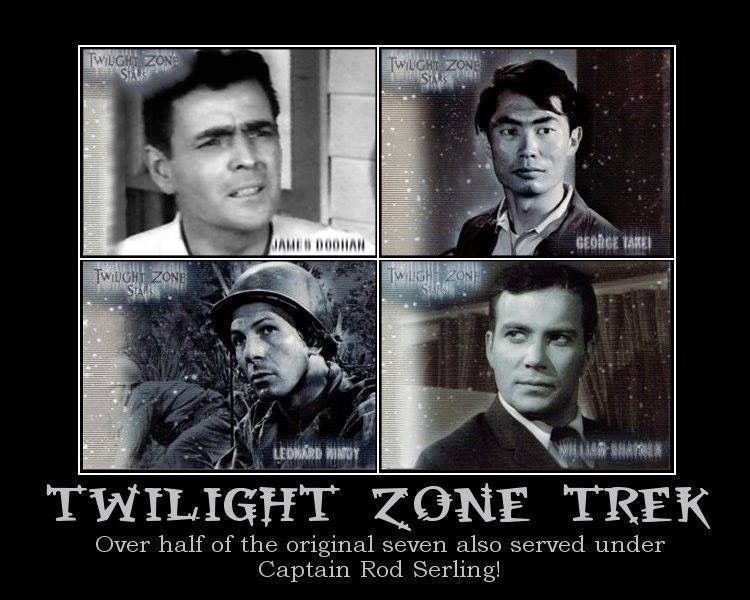 TWILIGHT ZONE
STARS
JAMES DOOHAN
TWILIGHT ZONE
STARS
GEORGE TAKEI
TWILIGHT ZONE
STARS
LEONARD NIMOY
TWILIGHT ZONE
STARS
WILLIAM SHATNER
TWILIGHT ZONE TREK
Over half of the original seven also served under
Captain Rod Serling!